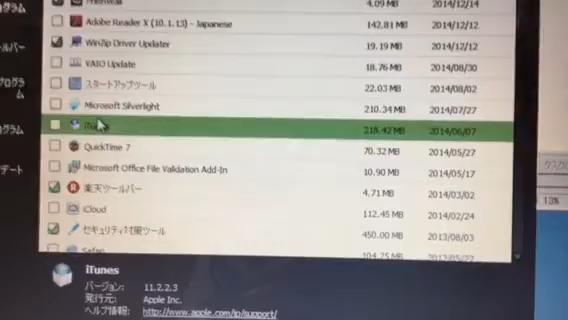 4.09 MB 2014/12/14
Adobe Reader X (10.1.13) - Japanese 142.81 MB 2014/12/12
WinZip Driver Updater 19.19 MB 2014/12/12
VAIO Update 18.76 MB 2014/08/30
スタートアップツール 22.03 MB 2014/08/02
Microsoft Silverlight 210.34 MB 2014/07/27
218.42 MB 2014/06/07
QuickTime 7 70.32 MB 2014/05/27
Microsoft Office File Validation Add-In 10.90 MB 2014/05/17
楽天ツールバー 4.71 MB 2014/03/02
iCloud 112.45 MB 2014/02/24
セキュリティ対策ツール 450.00 MB 2013/08/03
13%
iTunes
バージョン: 11.2.2.3
発行元: Apple Inc.
ヘルプ情報: http://www.apple.com/jp/support/